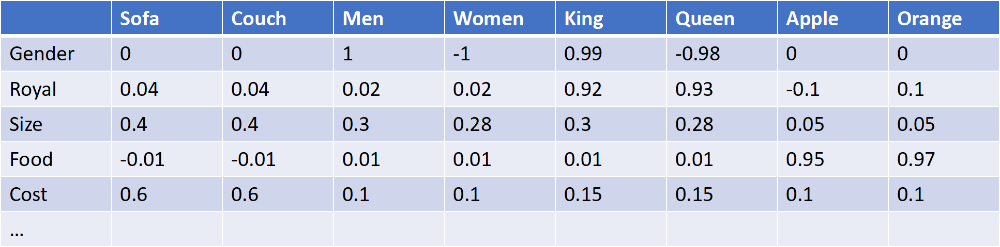 Sofa Couch Men Women King Queen Apple Orange
Gender 0 0 1 -1 0.99 -0.98 0 0
Royal 0.04 0.04 0.02 0.02 0.92 0.93 -0.1 0.1
Size 0.4 0.4 0.3 0.28 0.3 0.28 0.05 0.05
Food -0.01 -0.01 0.01 0.01 0.01 0.01 0.95 0.97
Cost 0.6 0.6 0.1 0.1 0.15 0.15 0.1 0.1
...